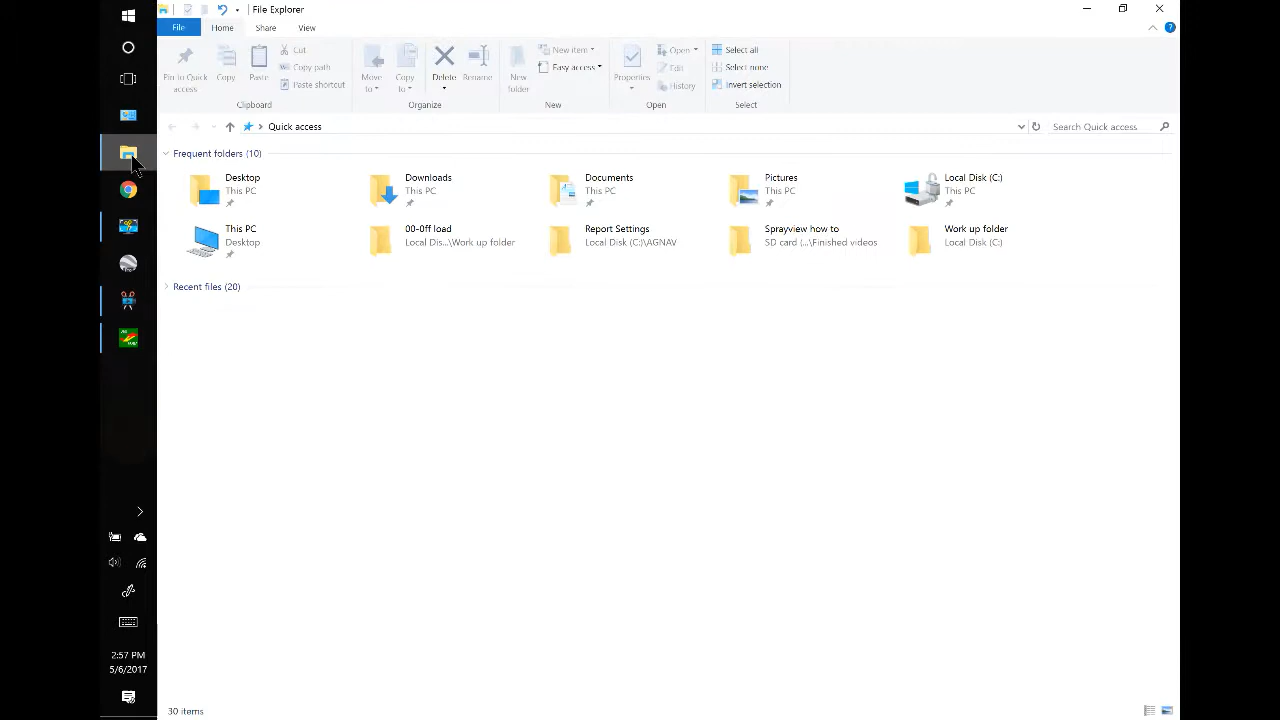 File Explorer
File Home Share View
Pin to Quick access
Copy
Paste
Cut
Copy path
Paste shortcut
Clipboard
Move to
Copy to
Delete
Rename
Organize
New folder
New item
Easy access
New
Properties
Open
Edit
History
Open
Select all
Select none
Invert selection
Select
Quick access
Search Quick access
Frequent folders (10)
Desktop
This PC
Downloads
This PC
Documents
This PC
Pictures
This PC
Local Disk (C:)
This PC
This PC
Desktop
00-0ff load
Local Dis...\Work up folder
Report Settings
Local Disk (C:)\AGNAV
Sprayview how to
SD card (...\Finished videos
Work up folder
Local Disk (C:)
Recent files (20)
2:57 PM
5/6/2017
30 items